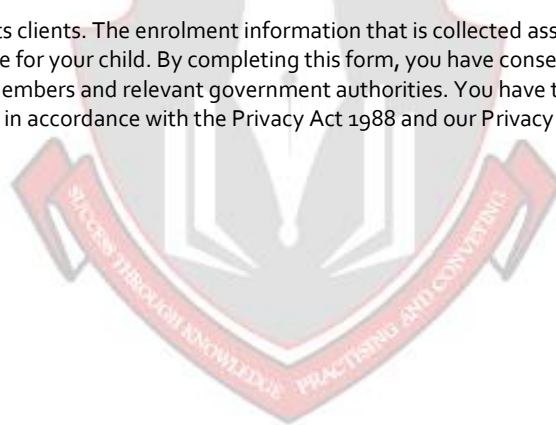 ts clients. The enrolment information that is collected ass
e for your child. By completing this form, you have conse
embers and relevant government authorities. You have t
in accordance with the Privacy Act 1988 and our Privacy
SUCCESS THROUGH KNOWLEDGE PRACTISING AND CONVEYING